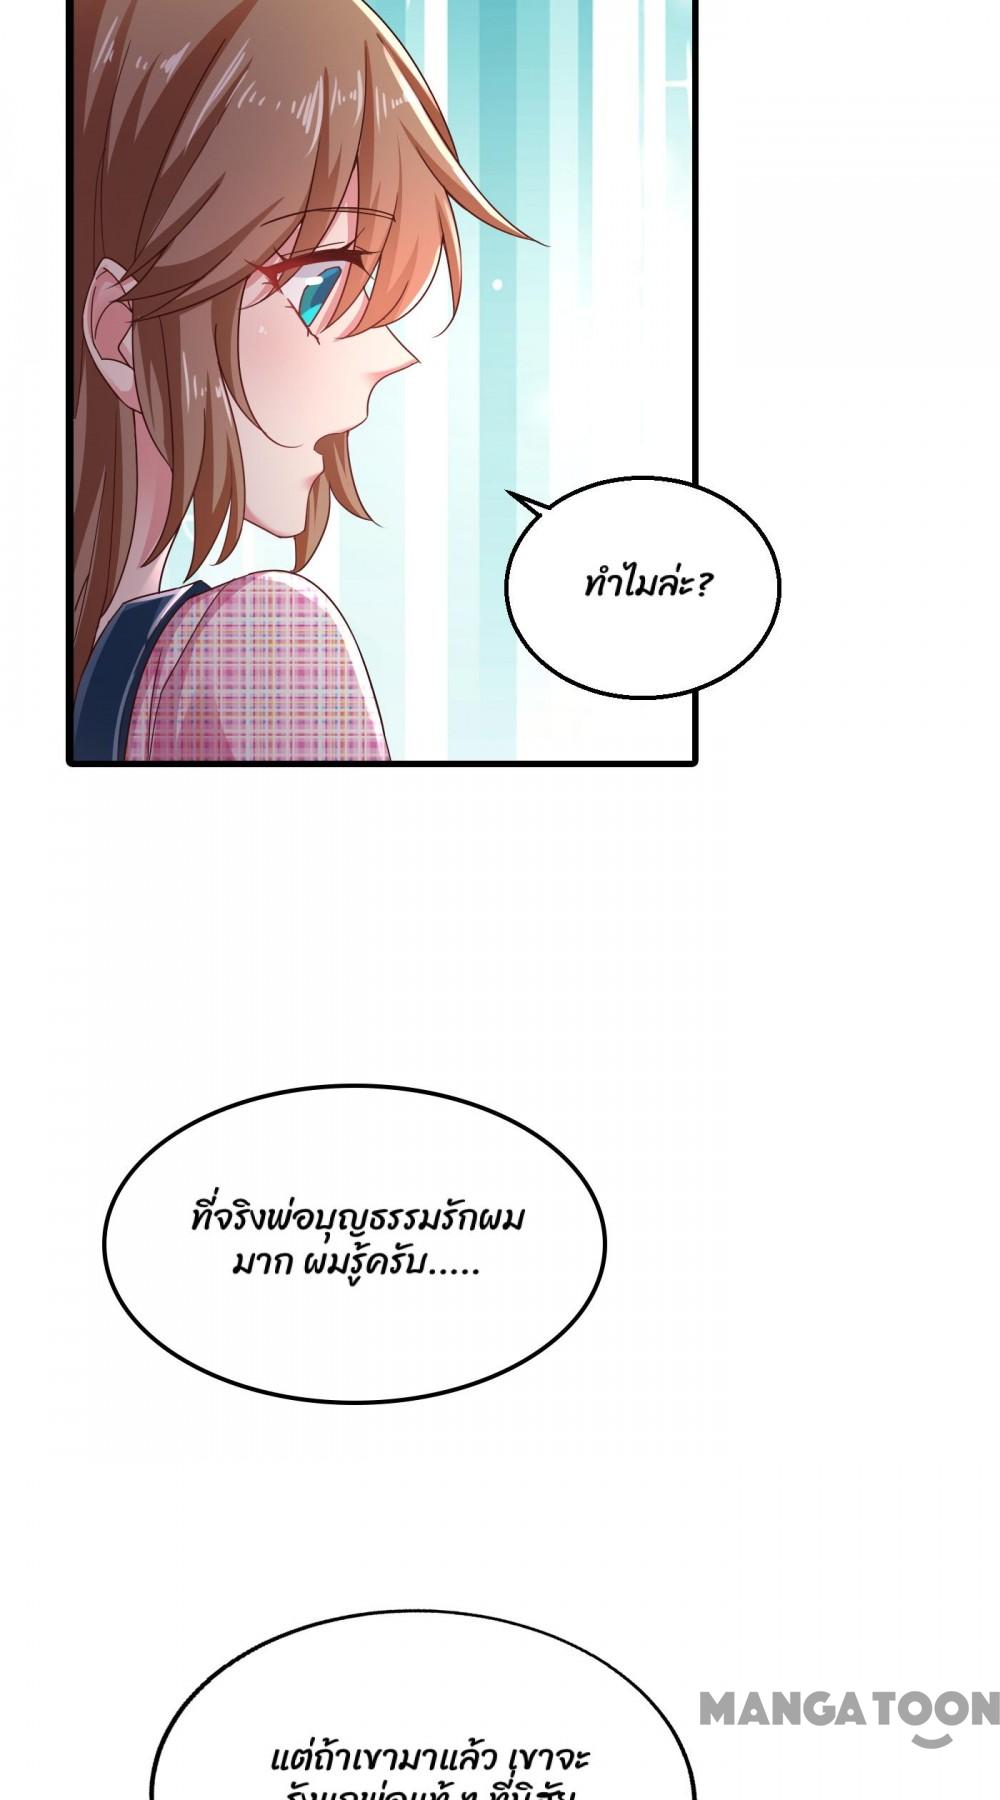 ทำไมล่ะ?
ที่จริงพ่อบุญธรรมรักผม
มาก ผมรู้ครับ.....
แต่ถ้าเขามาแล้ว เขาจะ
MANGATOON